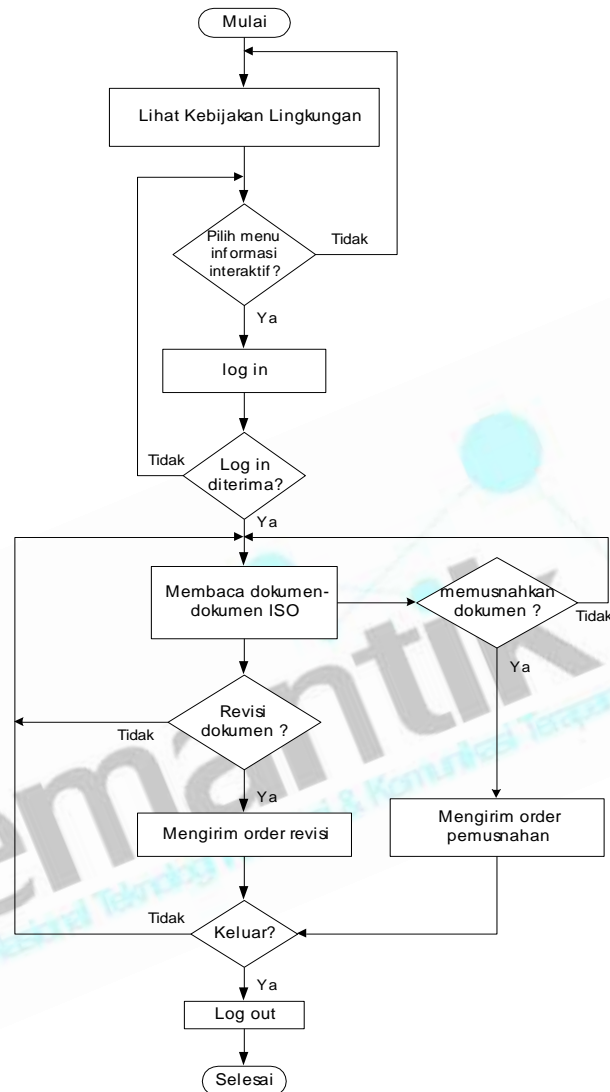 Mulai
Lihat Kebijakan Lingkungan
Pilih menu
informasi
interaktif?
Tidak
Ya
log in
Tidak
Log in
diterima?
Ya
Membaca dokumen-
dokumen ISO
memusnahkan
dokumen ?
Tidak
Ya
Revisi
dokumen ?
Tidak
Ya
Mengirim order revisi
Mengirim order
pemusnahan
Tidak
Keluar?
Ya
Log out
Selesai
emantik